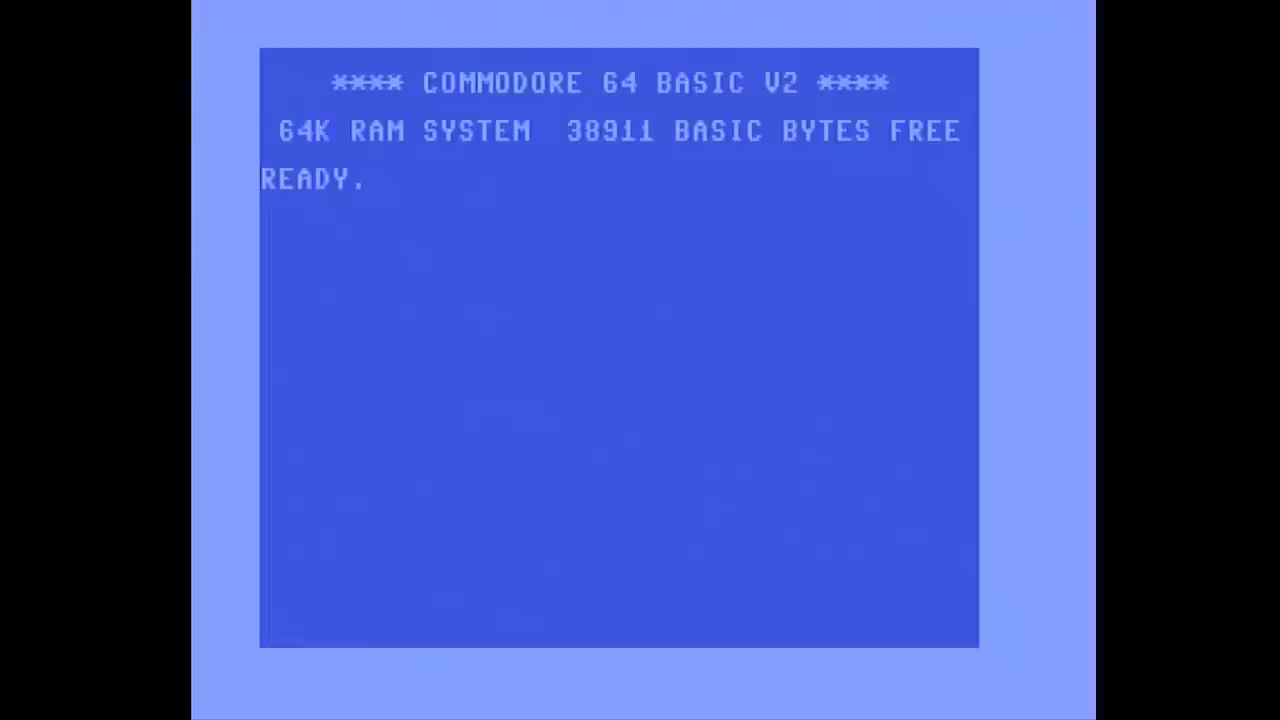 **** COMMODORE 64 BASIC V2 ****
64K RAM SYSTEM  38911 BASIC BYTES FREE
READY.